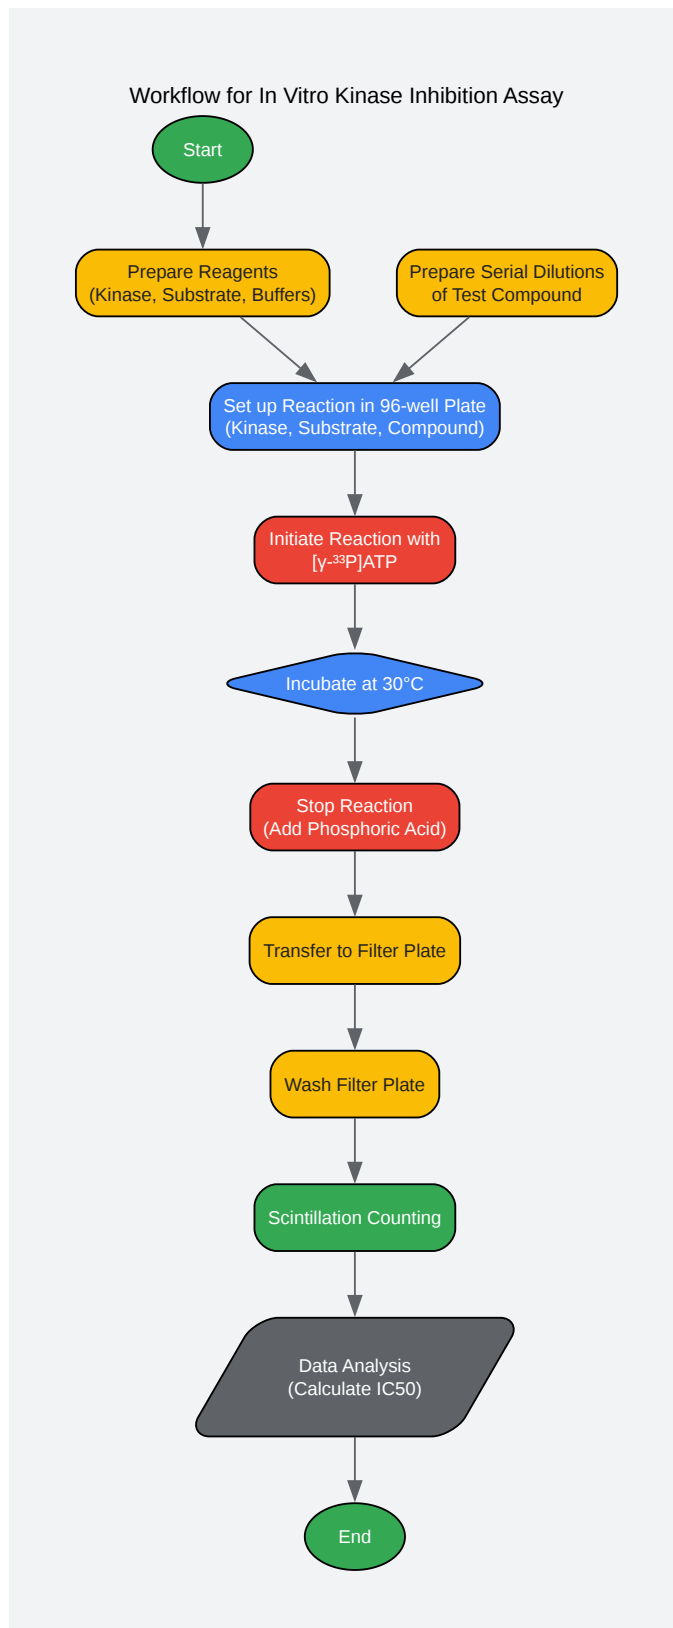 Workflow for In Vitro Kinase Inhibition Assay
Start
Prepare Reagents
(Kinase, Substrate, Buffers)
Prepare Serial Dilutions
of Test Compound
Set up Reaction in 96-well Plate
(Kinase, Substrate, Compound)
Initiate Reaction with
[γ-³³P]ATP
Incubate at 30°C
Stop Reaction
(Add Phosphoric Acid)
Transfer to Filter Plate
Wash Filter Plate
Scintillation Counting
Data Analysis
(Calculate IC50)
End